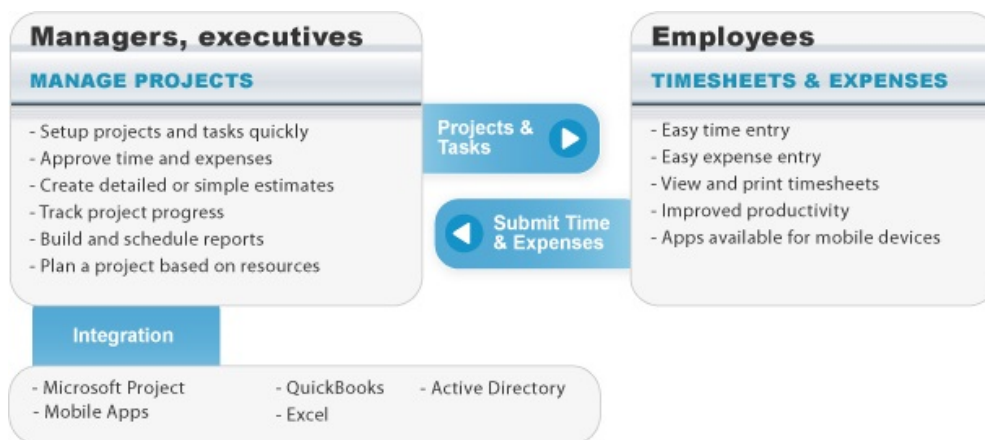 Managers, executives
MANAGE PROJECTS
- Setup projects and tasks quickly
- Approve time and expenses
- Create detailed or simple estimates
- Track project progress
- Build and schedule reports
- Plan a project based on resources
Projects &
Tasks
Submit Time
& Expenses
Employees
TIMESHEETS & EXPENSES
- Easy time entry
- Easy expense entry
- View and print timesheets
- Improved productivity
- Apps available for mobile devices
Integration
- Microsoft Project
- Mobile Apps
- QuickBooks
- Excel
- Active Directory